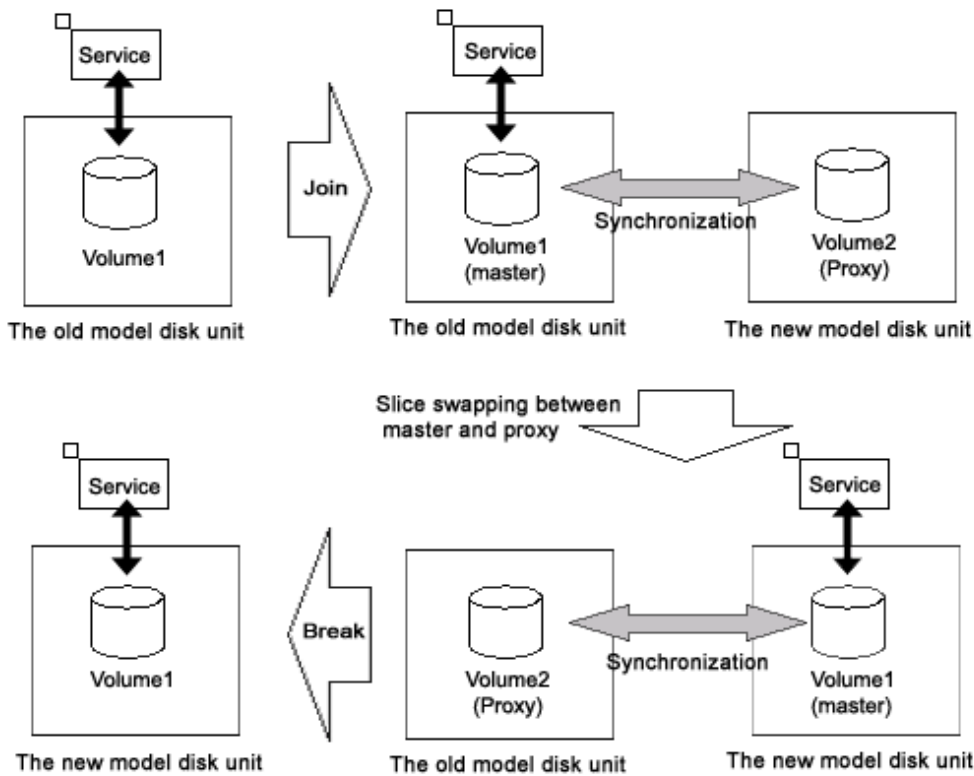 Service
Service
Join
Volume1
Volume1
(master)
Synchronization
Volume2
(Proxy)
The old model disk unit
The old model disk unit
The new model disk unit
Slice swapping between
master and proxy
Service
Service
Break
Volume1
Volume2
(Proxy)
Synchronization
Volume1
(master)
The new model disk unit
The old model disk unit
The new model disk unit